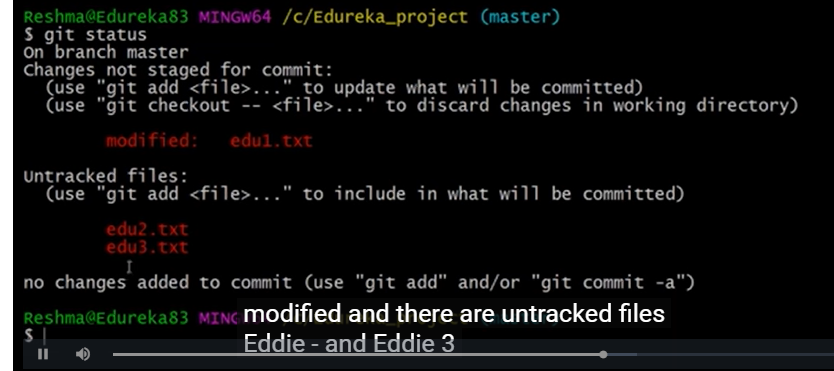 Reshma@Edureka83 MINGW64 /c/Edureka_project (master)
$ git status
On branch master
Changes not staged for commit:
  (use "git add <file>..." to update what will be committed)
  (use "git checkout -- <file>..." to discard changes in working directory)

        modified:   edu1.txt

Untracked files:
  (use "git add <file>..." to include in what will be committed)

        edu2.txt
        edu3.txt

no changes added to commit (use "git add" and/or "git commit -a")

Reshma@Edureka83 MING
$
modified and there are untracked files
Eddie - and Eddie 3